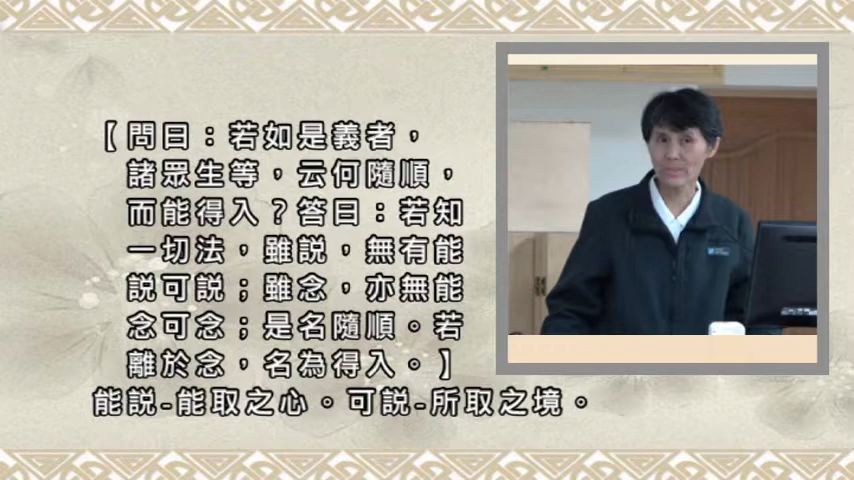 【問曰：若如是義者，
諸眾生等，云何隨順，
而能得入？答曰：若知
一切法，雖說，無有能
說可說；雖念，亦無能
念可念；是名隨順。若
離於念，名為得入。】
能說-能取之心。可說-所取之境。